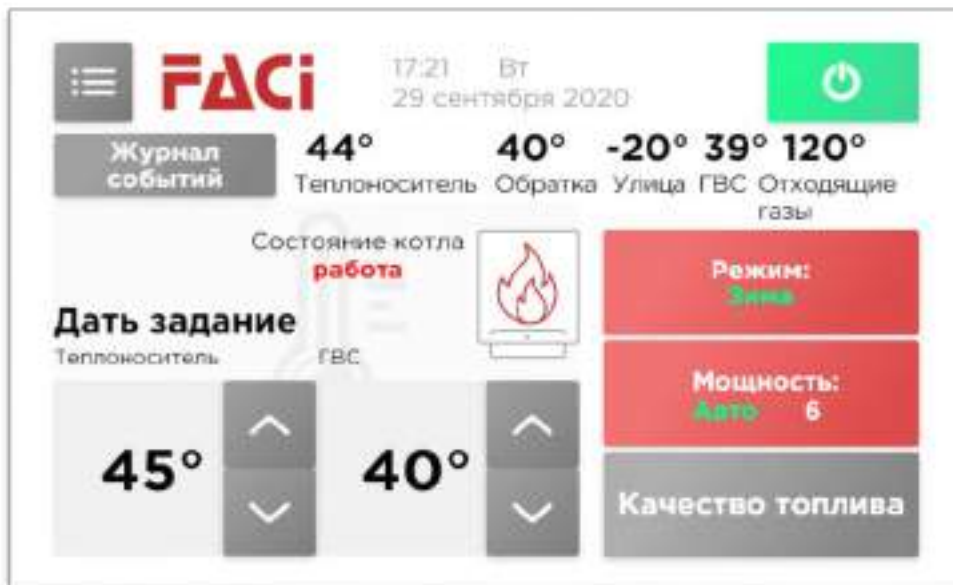 FACi
17:21 Вт
29 сентября 2020
Журнал
событий
44° 40° -20° 39° 120°
Теплоноситель Обратка Улица ГВС Отходящие
газы
Состояние котла
работа
Режим:
Зима
Дать задание
Теплоноситель ГВС
Мощность:
Авто 6
45° 40°
Качество топлива